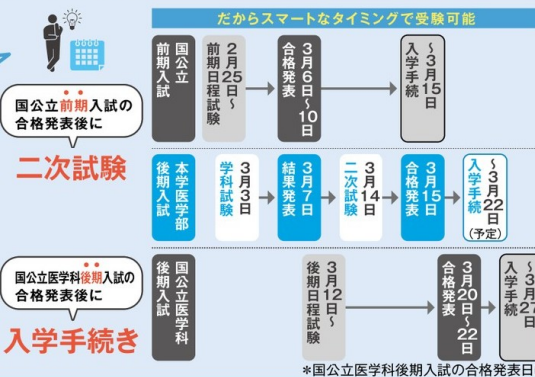 だからスマートなタイミングで受験可能
国公立前期入試の
合格発表後に
二次試験
国公立
前期入試
2月25日〜
前期日程試験
3月6日〜10日
合格発表
〜3月15日
入学手続
本学医学部
後期入試
3月3日
学科試験
3月7日
結果発表
3月14日
二次試験
3月15日
合格発表
〜3月22日
入学手続
(予定)
国公立医学科後期入試の
合格発表後に
入学手続き
国公立医学科
後期入試
3月12日〜
後期日程試験
3月20日〜22日
合格発表
〜3月27日
入学手続
*国公立医学科後期入試の合格発表日